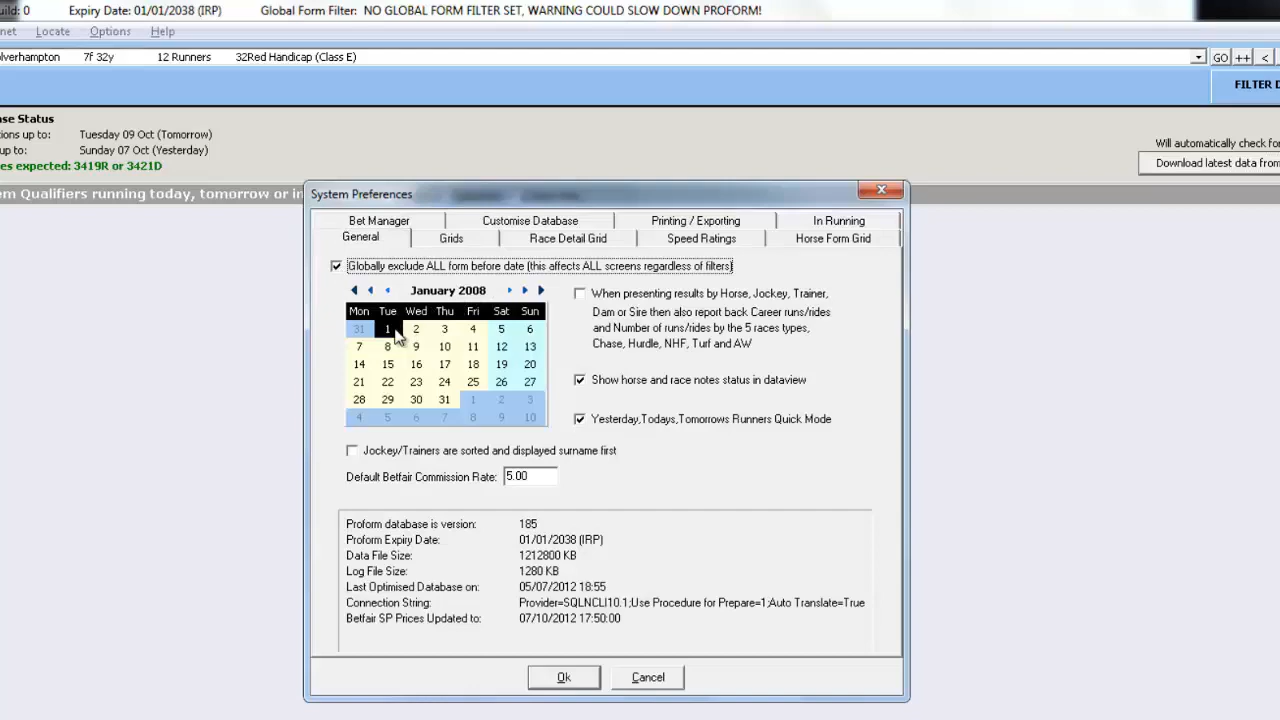 uild: 0 Expiry Date: 01/01/2038 (IRP) Global Form Filter: NO GLOBAL FORM FILTER SET, WARNING COULD SLOW DOWN PROFORM!
net Locate Options Help
olverhampton 7f 32y 12 Runners 32Red Handicap (Class E) GO ++ <
FILTER D
ase Status
tions up to: Tuesday 09 Oct (Tomorrow)
up to: Sunday 07 Oct (Yesterday)
es expected: 3419R or 3421D
Will automatically check for
Download latest data from
em Qualifiers running today, tomorrow or in
System Preferences
Bet Manager Customise Database Printing / Exporting In Running
General Grids Race Detail Grid Speed Ratings Horse Form Grid
Globally exclude ALL form before date (this affects ALL screens regardless of filters)
January 2008
Mon Tue Wed Thu Fri Sat Sun
31 1 2 3 4 5 6
7 8 9 10 11 12 13
14 15 16 17 18 19 20
21 22 23 24 25 26 27
28 29 30 31 1 2 3
4 5 6 7 8 9 10
When presenting results by Horse, Jockey, Trainer,
Dam or Sire then also report back Career runs/rides
and Number of runs/rides by the 5 races types,
Chase, Hurdle, NHF, Turf and AW
Show horse and race notes status in dataview
Yesterday,Todays,Tomorrows Runners Quick Mode
Jockey/Trainers are sorted and displayed surname first
Default Betfair Commission Rate: 5.00
Proform database is version: 185
Proform Expiry Date: 01/01/2038 (IRP)
Data File Size: 1212800 KB
Log File Size: 1280 KB
Last Optimised Database on: 05/07/2012 18:55
Connection String: Provider=SQLNCLI10.1;Use Procedure for Prepare=1;Auto Translate=True
Betfair SP Prices Updated to: 07/10/2012 17:50:00
Ok Cancel